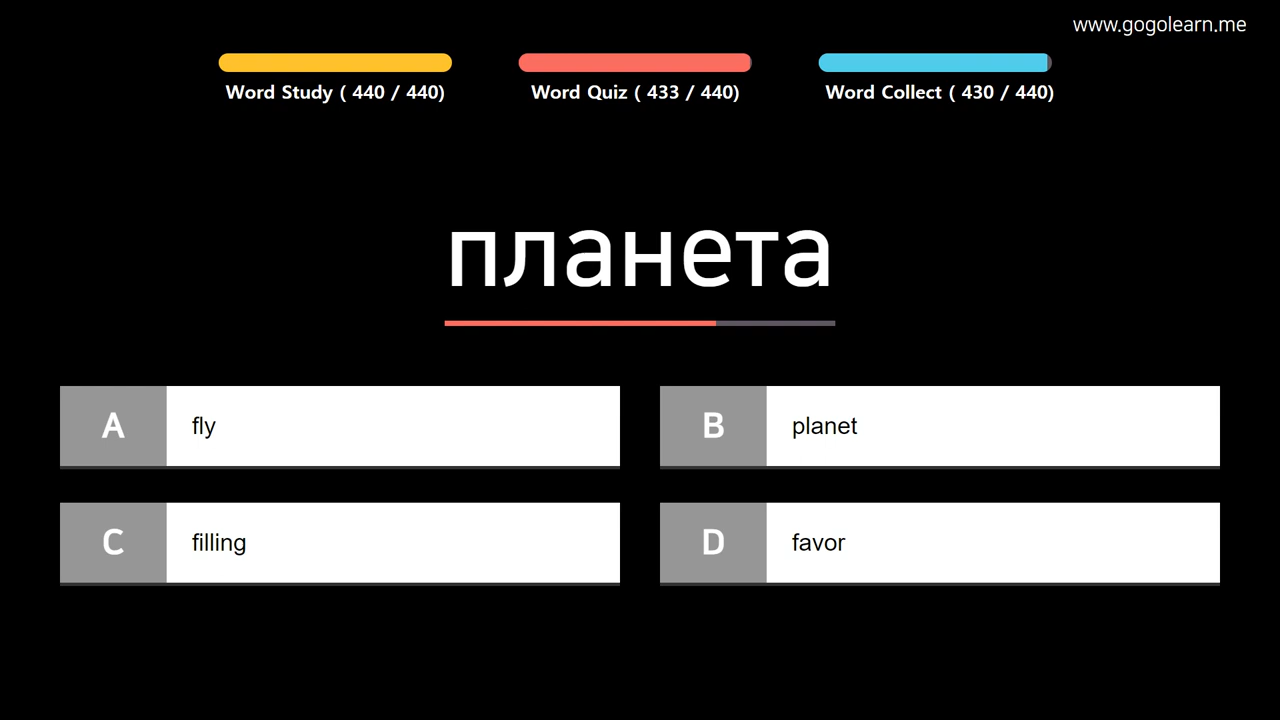 www.gogolearn.me
Word Study ( 440 / 440)
Word Quiz ( 433 / 440)
Word Collect ( 430 / 440)
планета
A fly
B planet
C filling
D favor